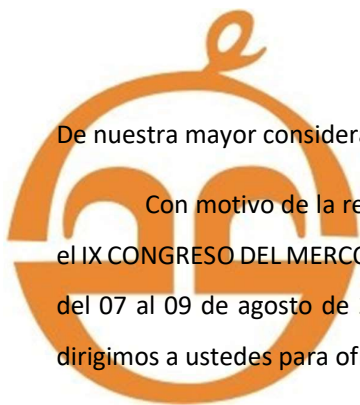 De nuestra mayor consider
Con motivo de la re
el IX CONGRESO DEL MERCO
del 07 al 09 de agosto de
dirigimos a ustedes para of